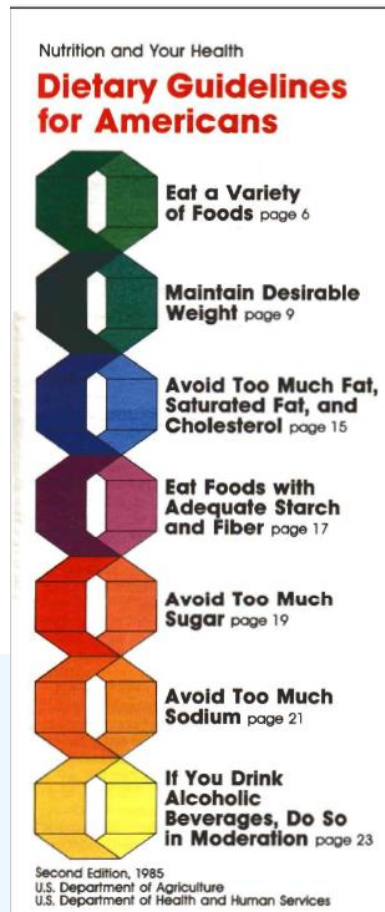 Nutrition and Your Health
Dietary Guidelines
for Americans
Eat a Variety
of Foods page 6
Maintain Desirable
Weight page 9
Avoid Too Much Fat,
Saturated Fat, and
Cholesterol page 15
Eat Foods with
Adequate Starch
and Fiber page 17
Avoid Too Much
Sugar page 19
Avoid Too Much
Sodium page 21
If You Drink
Alcoholic
Beverages, Do So
in Moderation page 23
Second Edition, 1985
U.S. Department of Agriculture
U.S. Department of Health and Human Services